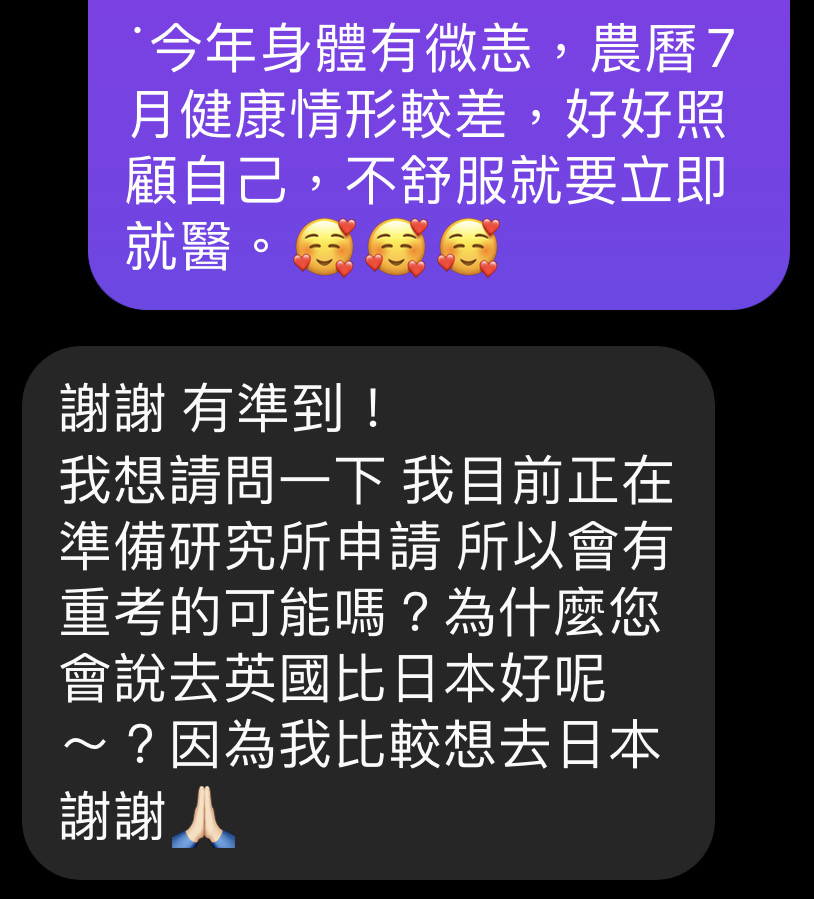 ˙今年身體有微恙，農曆7
月健康情形較差，好好照
顧自己，不舒服就要立即
就醫。🥰🥰🥰
謝謝 有準到！
我想請問一下 我目前正在
準備研究所申請 所以會有
重考的可能嗎？為什麼您
會說去英國比日本好呢
～？因為我比較想去日本
謝謝🙏🏻